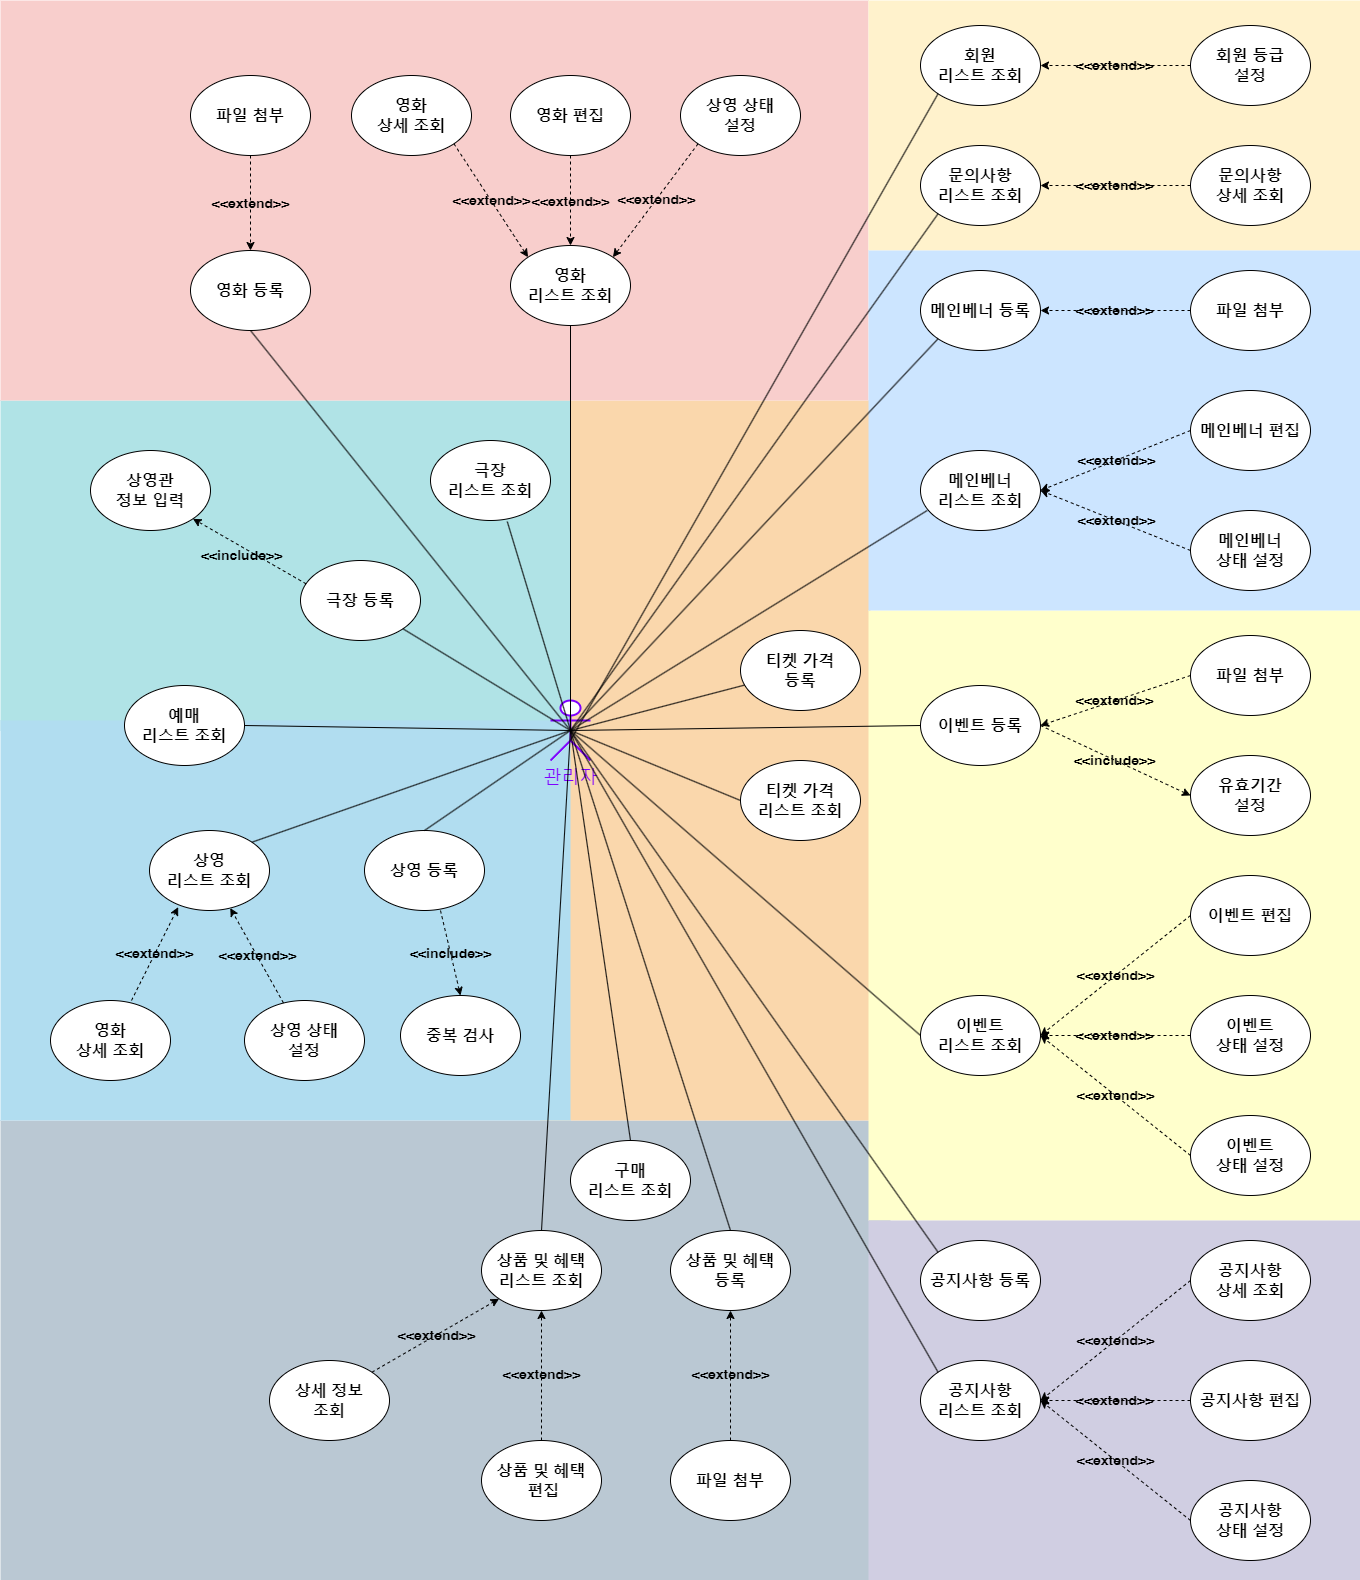 파일 첨부
영화
상세 조회
영화 편집
상영 상태
설정
<<extend>>
<<extend>>
<<extend>>
<<extend>>
영화 등록
영화
리스트 조회
회원
리스트 조회
<<extend>>
회원 등급
설정
문의사항
리스트 조회
<<extend>>
문의사항
상세 조회
메인베너 등록
<<extend>>
파일 첨부
메인베너
리스트 조회
<<extend>>
메인베너 편집
<<extend>>
메인베너
상태 설정
상영관
정보 입력
극장
리스트 조회
<<include>>
극장 등록
티켓 가격
등록
티켓 가격
리스트 조회
관리자
예매
리스트 조회
상영
리스트 조회
상영 등록
<<extend>>
<<extend>>
<<include>>
영화
상세 조회
상영 상태
설정
중복 검사
이벤트 등록
<<extend>>
파일 첨부
<<include>>
유효기간
설정
이벤트
리스트 조회
<<extend>>
이벤트 편집
<<extend>>
이벤트
상태 설정
<<extend>>
이벤트
상태 설정
구매
리스트 조회
상품 및 혜택
리스트 조회
상품 및 혜택
등록
<<extend>>
<<extend>>
<<extend>>
상세 정보
조회
상품 및 혜택
편집
파일 첨부
공지사항 등록
공지사항
리스트 조회
<<extend>>
공지사항
상세 조회
<<extend>>
공지사항 편집
<<extend>>
공지사항
상태 설정